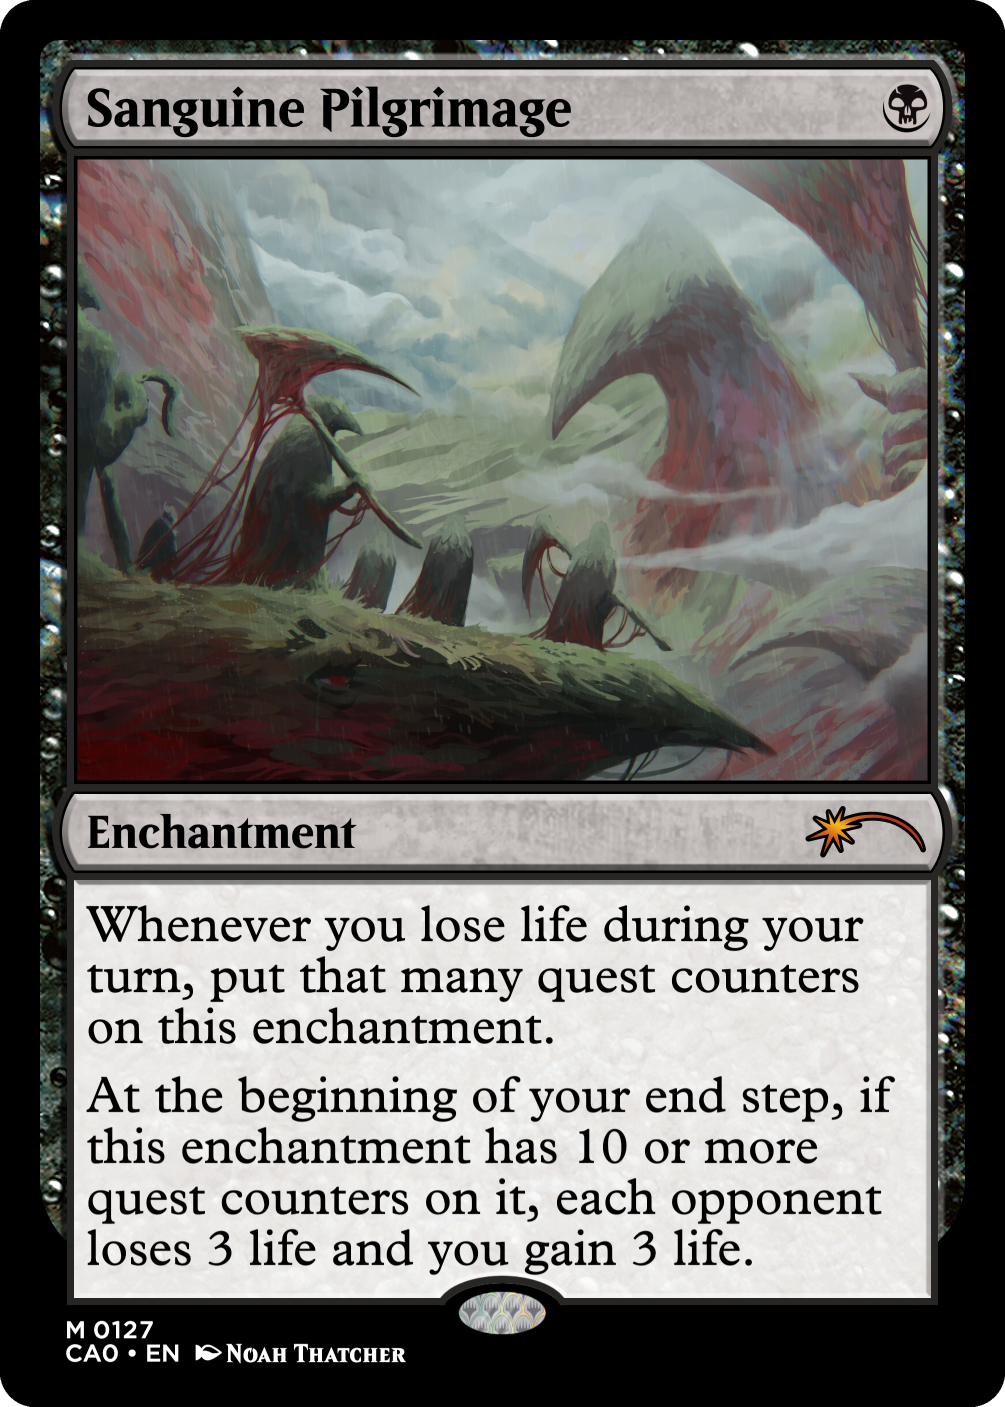 Sanguine Pilgrimage
Enchantment
Whenever you lose life during your
turn, put that many quest counters
on this enchantment.
At the beginning of your end step, if
this enchantment has 10 or more
quest counters on it, each opponent
loses 3 life and you gain 3 life.
M 0127
CAO • EN Noah Thatcher